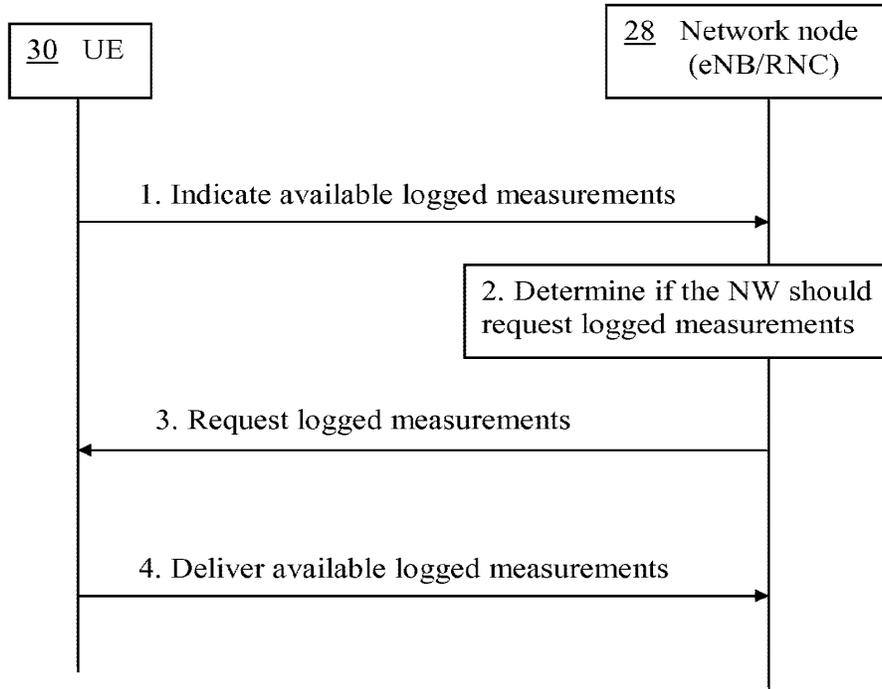 30 UE
28 Network node
(eNB/RNC)
1. Indicate available logged measurements
2. Determine if the NW should
request logged measurements
3. Request logged measurements
4. Deliver available logged measurements